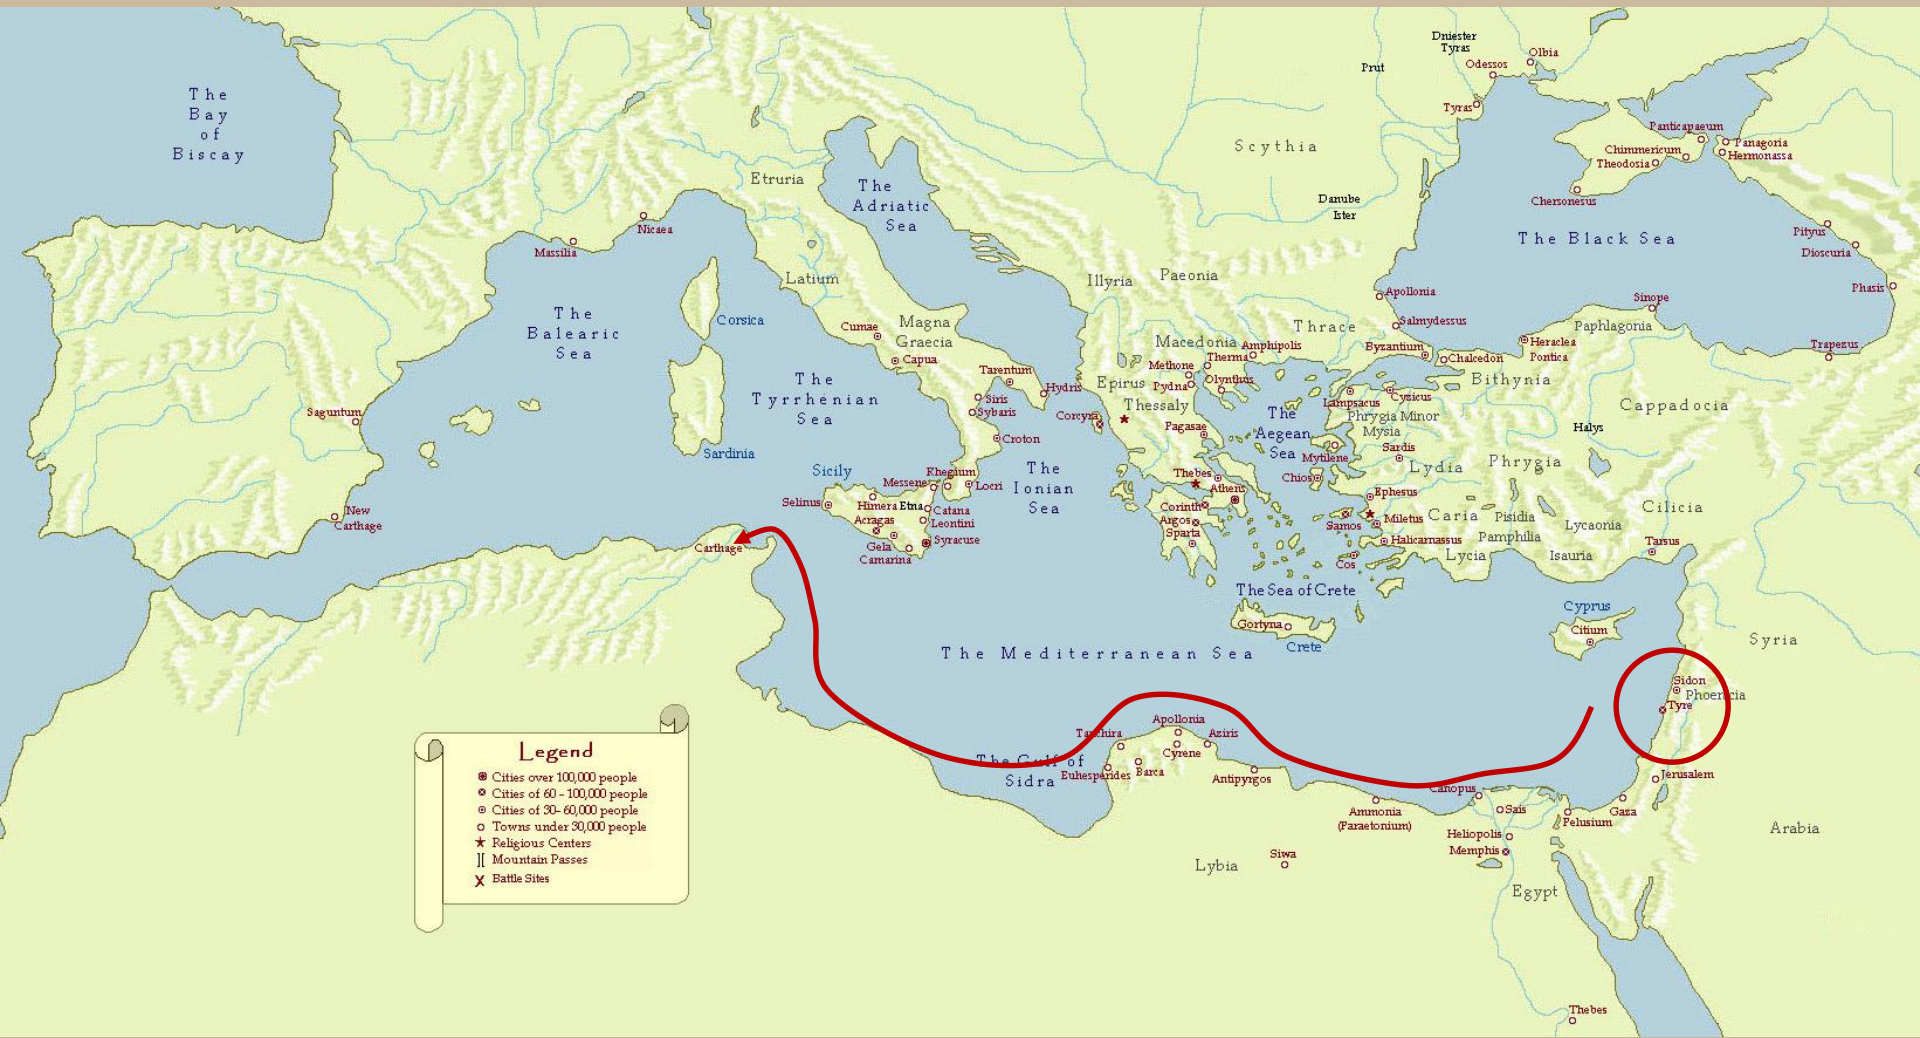 The
Bay
of
Biscay
Dniester
Tyras
Olbia
Odessos
Prut
Tyras
Scythia
Panticapaeum
Chimmericum
Theodosia
Panagoria
Hermonassa
Chersonesus
Etruria
The
Adriatic
Sea
Danube
Ister
The Black Sea
Pityus
Dioscuria
Phasis
Nicaea
Massilia
Latium
Illyria
Paeonia
Apollonia
Sinope
Corsica
The
Balearic
Sea
Cumae
Magna
Graecia
Capua
Thrace
Salmydessus
Paphlagonia
Macedonia
Amphipolis
Byzantium
Chalcedon
Heraclea
Pontica
Trapezus
Methone
Therma
Tarentum
Hydris
Epirus
Pydna
Olynthus
Bithynia
The
Tyrrhenian
Sea
Siris
Sybaris
Thessaly
Corcyra
Pagasae
The
Aegean
Sea
Lampsacus
Cyzicus
Phrygia Minor
Mysia
Cappadocia
Saguntum
Croton
Halys
Sardinia
Sicily
Rhegium
Messene
Locri
The
Ionian
Sea
Thebes
Athens
Mytilene
Chios
Sardis
Lydia
Phrygia
Selinus
Himera
Etna
Catana
Acragas
Leontini
Gela
Syracuse
Camarina
Corinth
Argos
Sparta
Ephesus
Samos
Miletus
Caria
Pisidia
Lycaonia
Cilicia
Halicarnassus
Pamphilia
Lycia
Isauria
Tarsus
Cos
New
Carthage
Carthage
The Sea of Crete
Cyprus
Citium
Gortyna
Crete
The Mediterranean Sea
Syria
Sidon
Phoenicia
Tyre
Apollonia
Aziris
Cyrene
Tauchira
The Gulf of
Sidra
Euhesperides
Barca
Antipyrgos
Jerusalem
Canopus
Ammonia
(Paraetonium)
Sais
Pelusium
Gaza
Heliopolis
Memphis
Arabia
Lybia
Siwa
Egypt
Thebes
Legend
Cities over 100,000 people
Cities of 60 - 100,000 people
Cities of 30- 60,000 people
Towns under 30,000 people
Religious Centers
Mountain Passes
Battle Sites